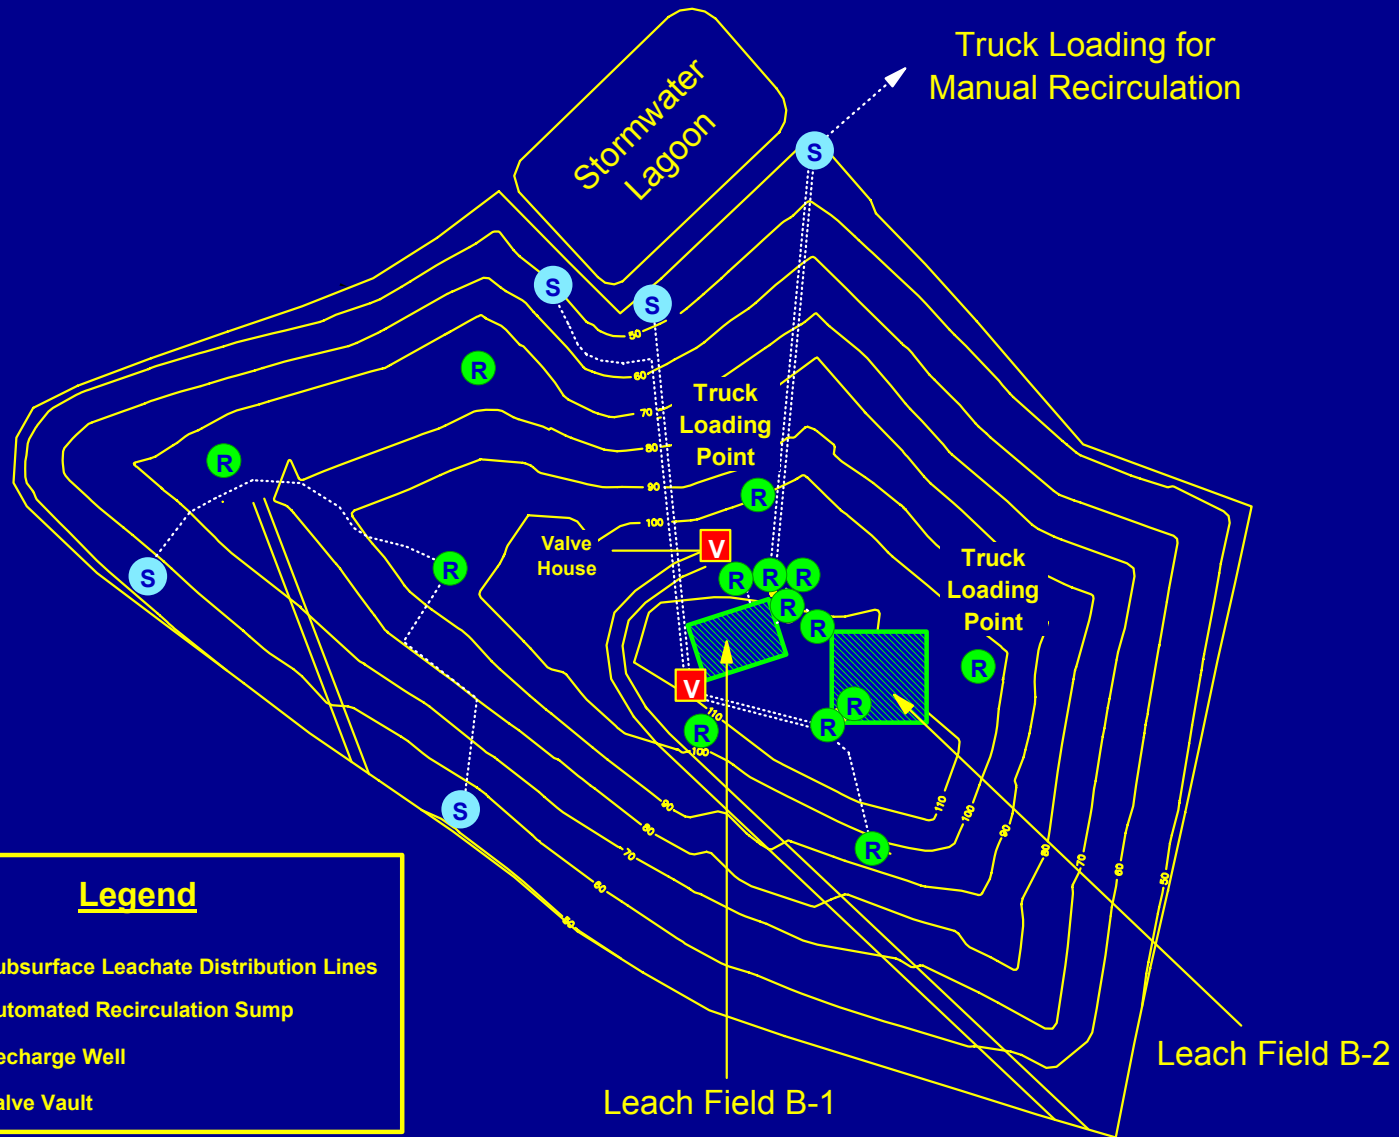 Truck Loading for
Manual Recirculation
Stormwater
Lagoon
S
S
S
50
60
70
80
90
100
R
R
Truck
Loading
Point
R
Valve
House
V
Truck
Loading
Point
S
R
R
R
R
R
R
R
V
110
R
R
R
100
S
90
80
70
60
50
R
110
100
90
80
70
60
50
Legend
ubsurface Leachate Distribution Lines
utomated Recirculation Sump
echarge Well
alve Vault
Leach Field B-2
Leach Field B-1